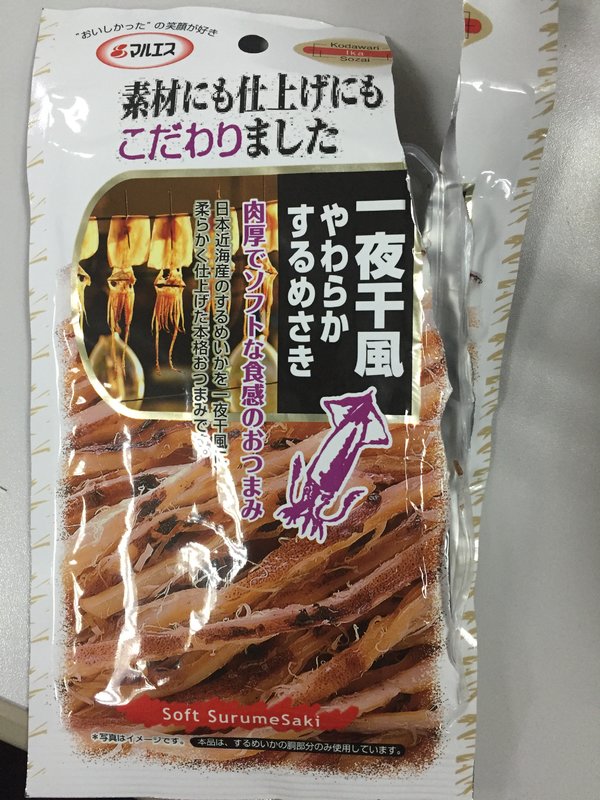 "おいしかった"の笑顔が好き
マルエス
Kodawari
Ika
Sozai
素材にも仕上げにも
こだわりました
一夜干風
やわらか
するめさき
肉厚でソフトな食感のおつまみ
日本近海産のするめいかを一夜干風に
柔らかく仕上げた本格おつまみです。
Soft SurumeSaki
*写真はイメージです。
本品は、するめいかの胴部分のみ使用しています。